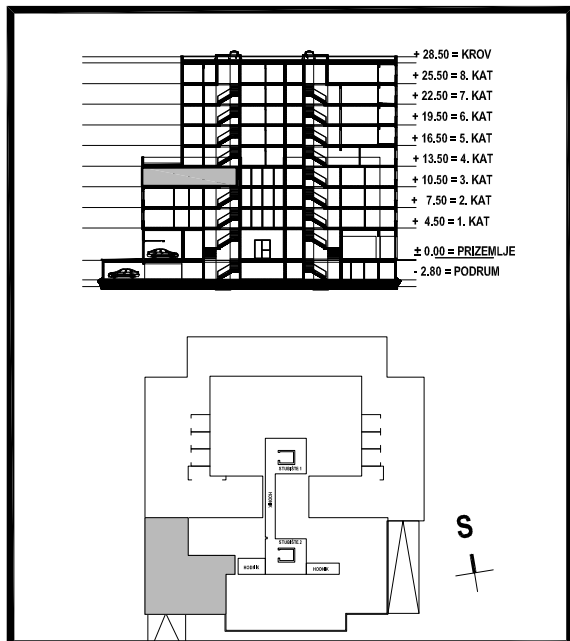 + 28.50 = KROV
+ 25.50 = 8. KAT
+ 22.50 = 7. KAT
+ 19.50 = 6. KAT
+ 16.50 = 5. KAT
+ 13.50 = 4. KAT
+ 10.50 = 3. KAT
+ 7.50 = 2. KAT
+ 4.50 = 1. KAT
± 0.00 = PRIZEMLJE
- 2.80 = PODRUM
STUBIŠTE 1
HODNIK
STUBIŠTE 2
HODNIK
HODNIK
S